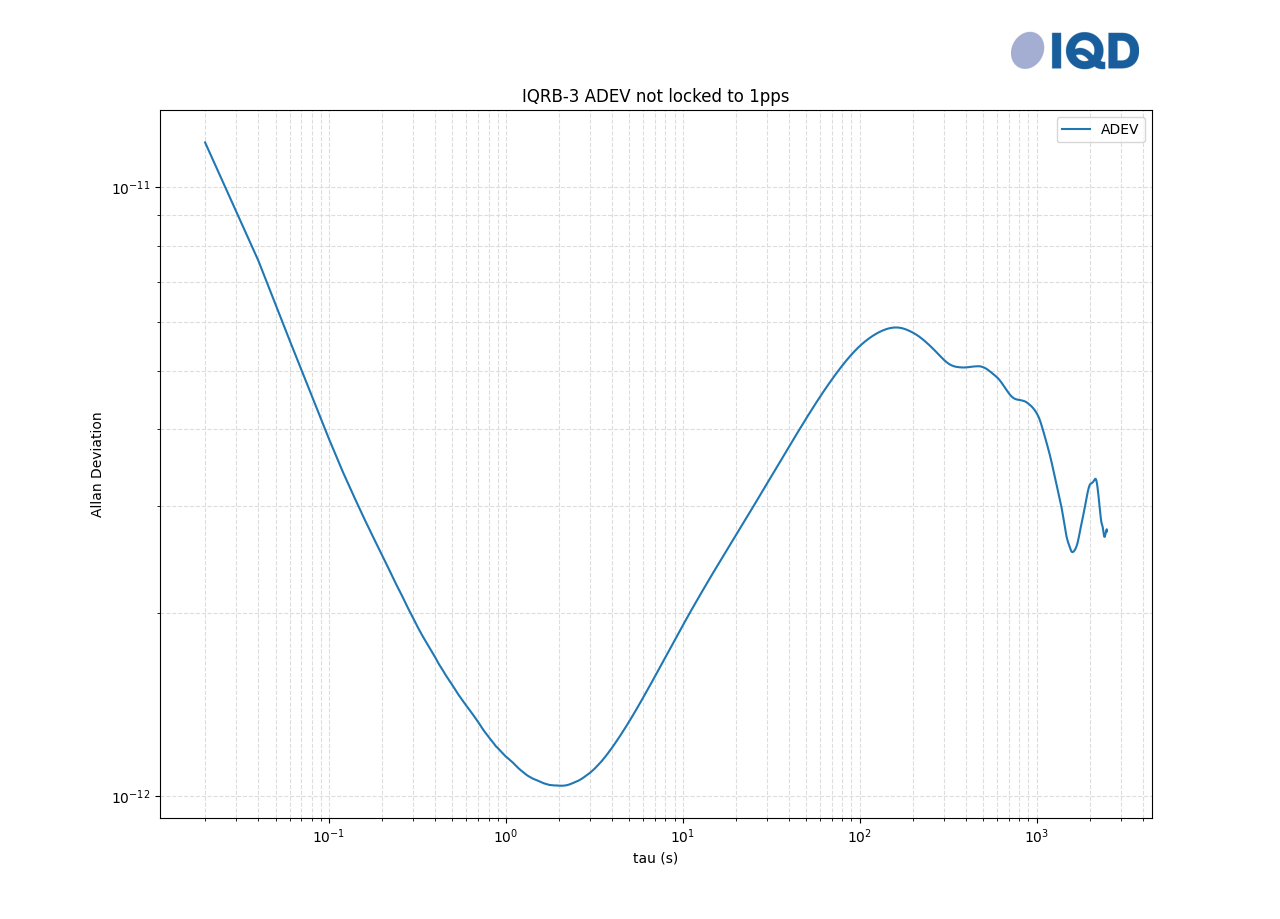 IQD
IQRB-3 ADEV not locked to 1pps
ADEV
10⁻¹¹
10⁻¹²
Allan Deviation
10⁻¹ 10⁰ 10¹ 10² 10³
tau (s)